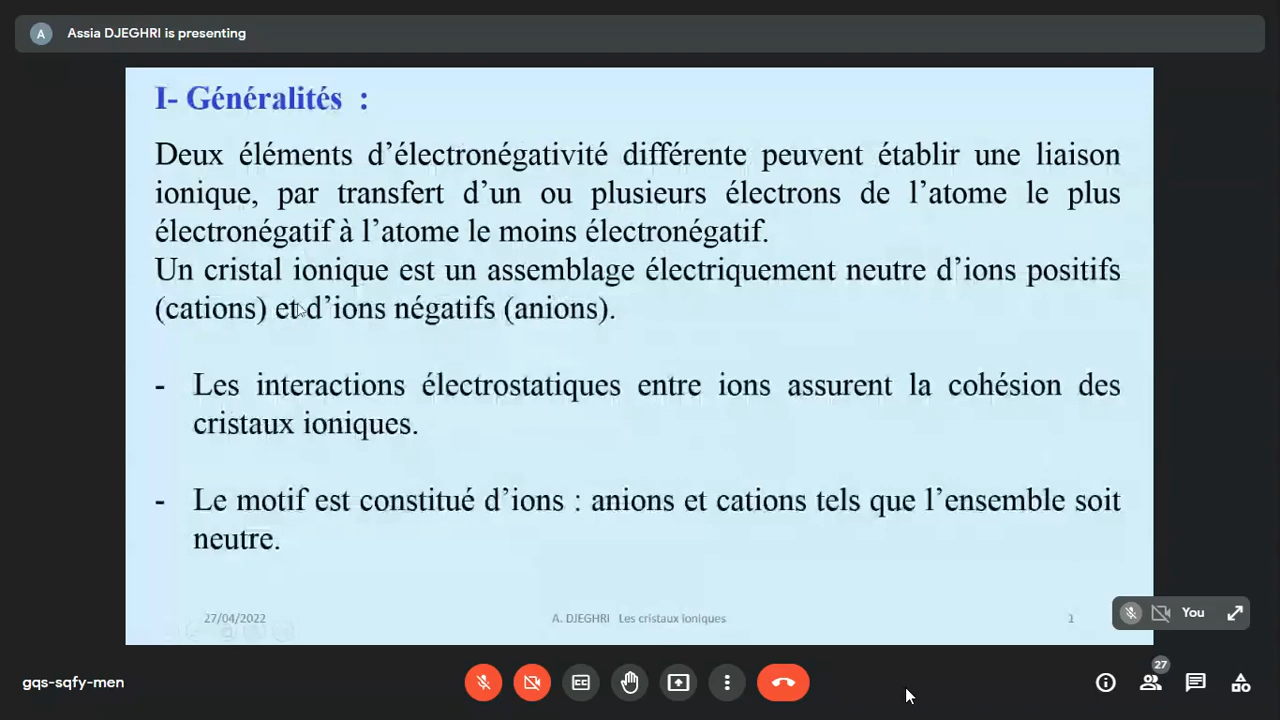 A Assia DJEGHRI is presenting
I- Généralités :
Deux éléments d’électronégativité différente peuvent établir une liaison
ionique, par transfert d’un ou plusieurs électrons de l’atome le plus
électronégatif à l’atome le moins électronégatif.
Un cristal ionique est un assemblage électriquement neutre d’ions positifs
(cations) et d’ions négatifs (anions).
- Les interactions électrostatiques entre ions assurent la cohésion des
cristaux ioniques.
- Le motif est constitué d’ions : anions et cations tels que l’ensemble soit
neutre.
27/04/2022 A. DJEGHRI Les cristaux ioniques 1
You
27
gqs-sqfy-men CC